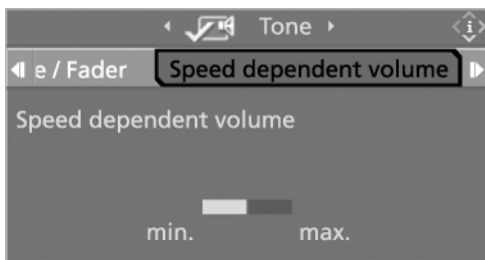 Tone
e / Fader Speed dependent volume
Speed dependent volume
min. max.